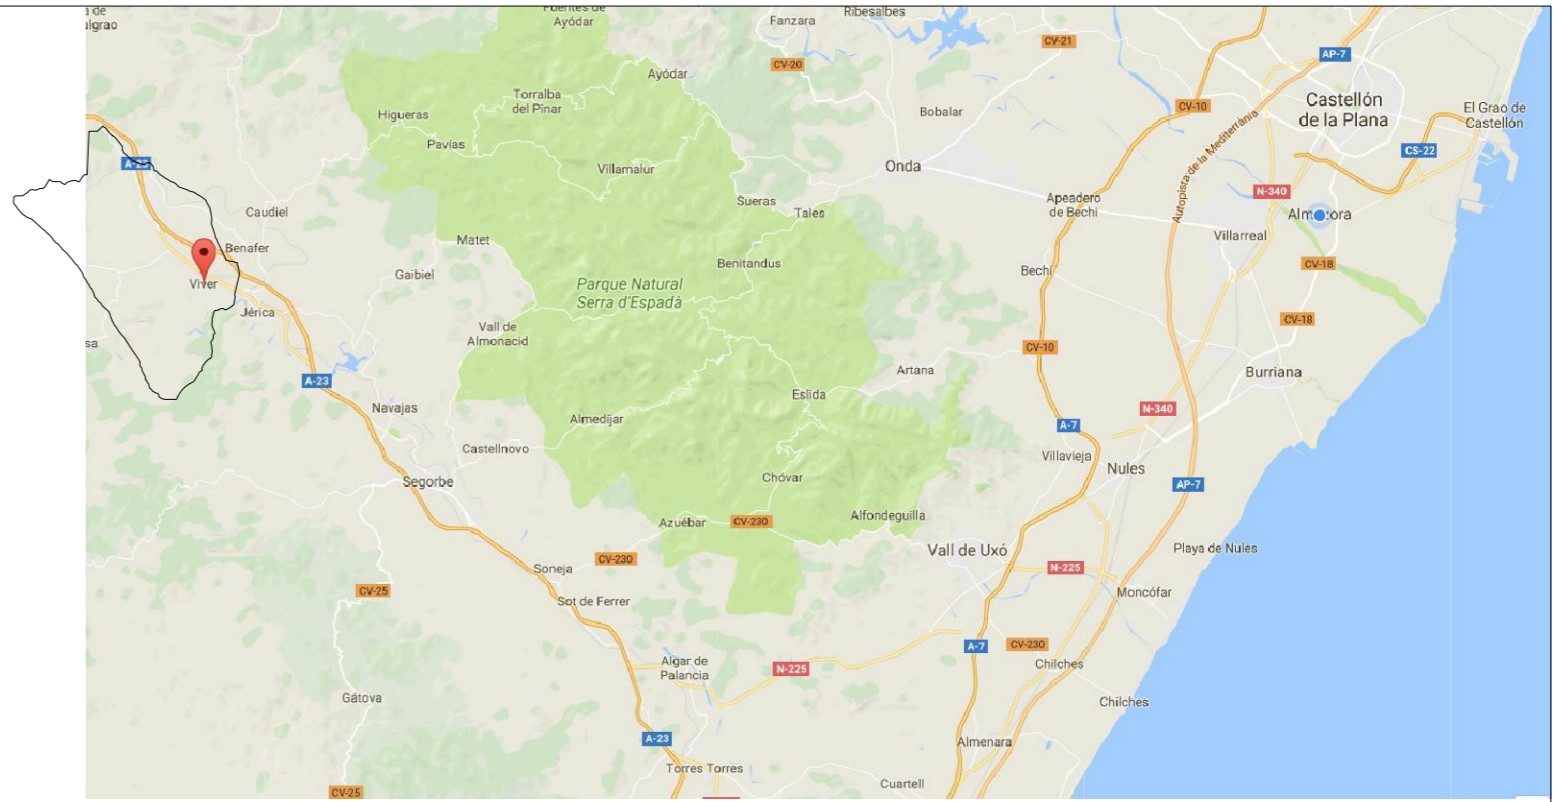 Fuentes de
Ayódar
Ribesalbes
Fanzara
CV-21
AP-7
CV-20
Ayódar
Torralba
del Pinar
Higueras
Bobalar
CV-10
Castellón
de la Plana
El Grao de
Castellón
Autopista de la Mediterrània
Pavías
CS-22
A-23
Villamalur
Onda
N-340
Sueras
Tales
Apeadero
de Bechi
Caudiel
Almazora
Matet
Benafer
Villarreal
Gaibiel
Benitandus
Bechí
CV-18
Viver
Parque Natural
Serra d'Espadà
Jérica
Vall de
Almonacid
CV-18
sa
CV-10
Artana
Burriana
A-23
Eslida
Navajas
N-340
Almedíjar
A-7
Castellnovo
Villavieja
Nules
Chóvar
Segorbe
AP-7
Azuébar
CV-230
Alfondeguilla
Vall de Uxó
Playa de Nules
CV-230
Soneja
N-225
CV-25
Moncófar
Sot de Ferrer
A-7
CV-230
Algar de
Palancia
N-225
Chilches
Gátova
Chilches
A-23
Almenara
Torres Torres
Cuartell
CV-25